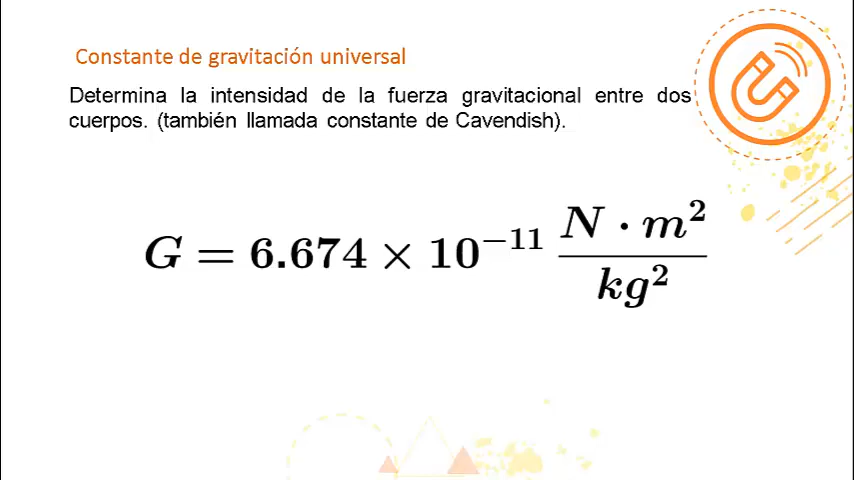 Constante de gravitación universal
Determina la intensidad de la fuerza gravitacional entre dos
cuerpos. (también llamada constante de Cavendish).
G = 6.674 × 10⁻¹¹ N · m² / kg²